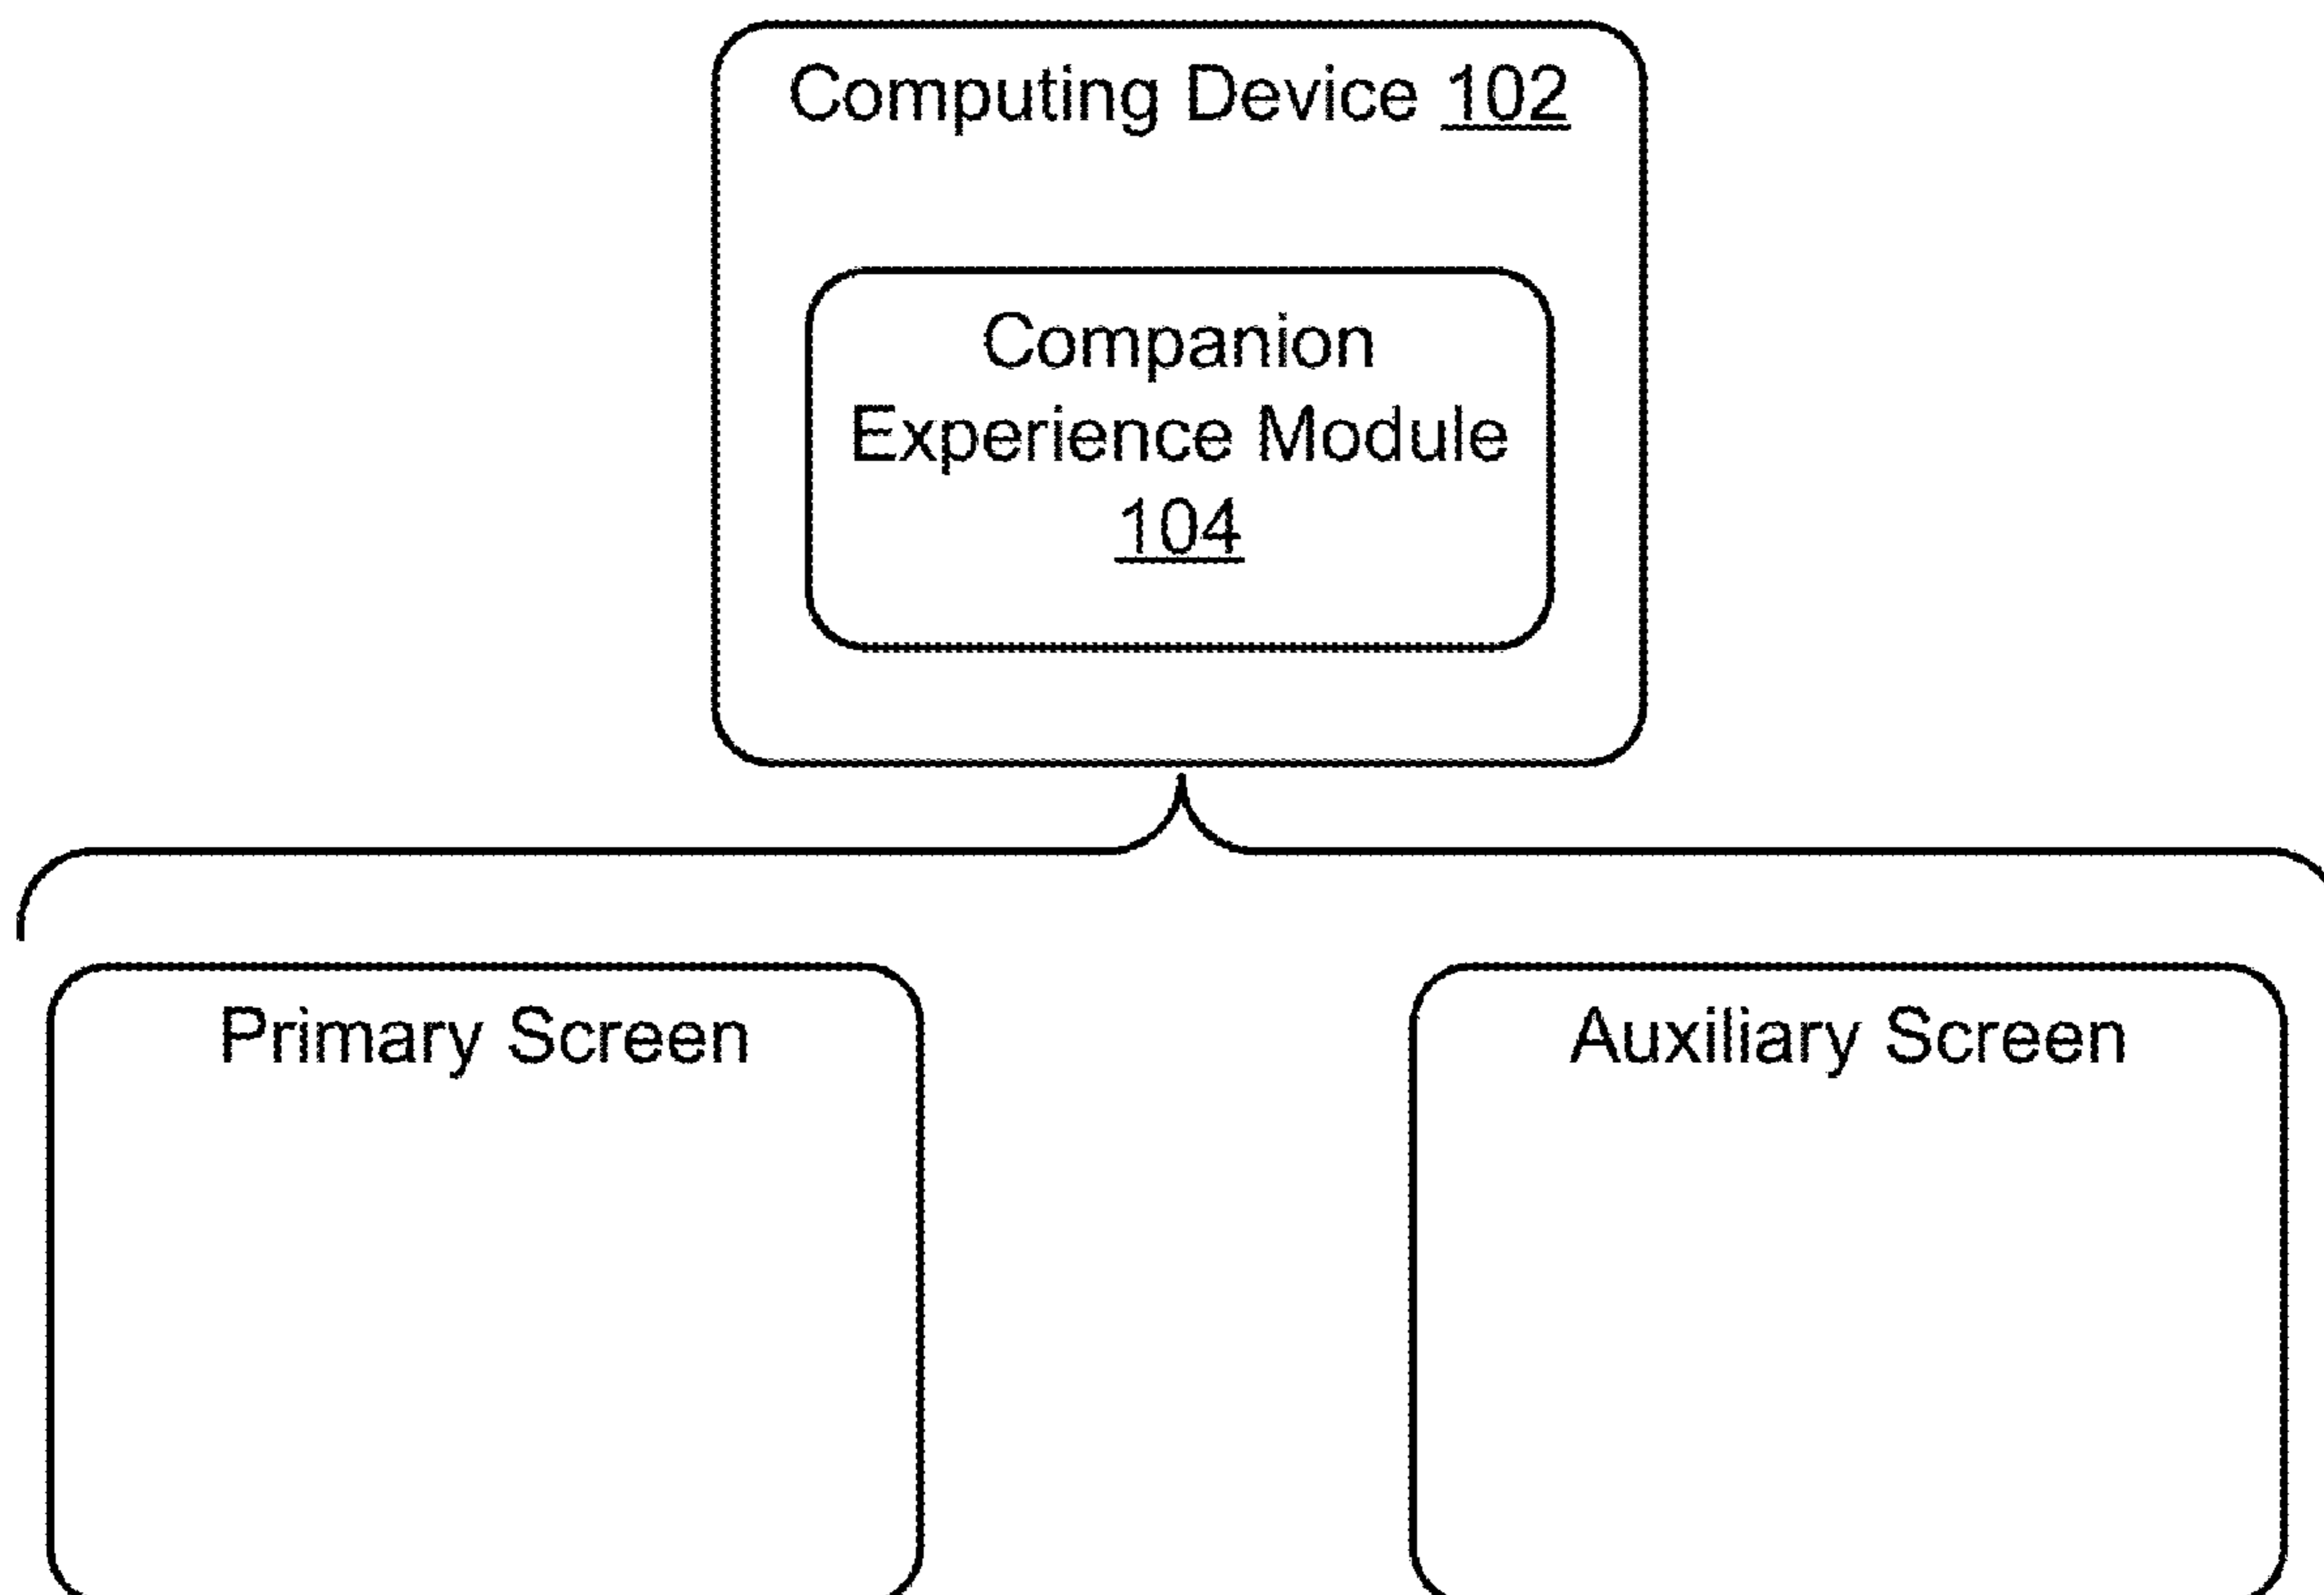 Computing Device 102
Companion
Experience Module
104
Primary Screen
Auxiliary Screen